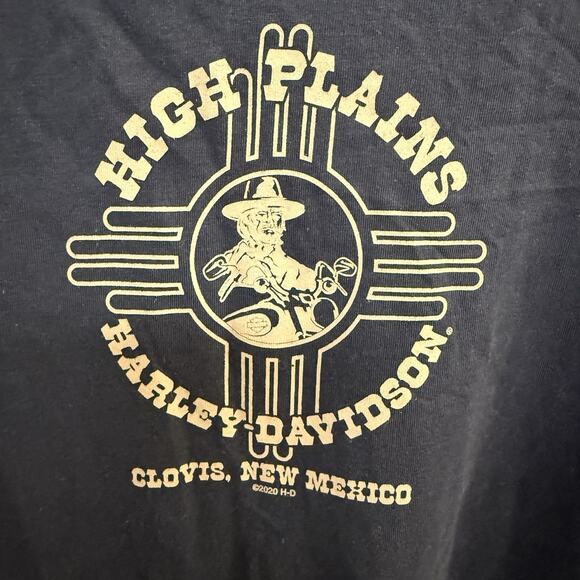 HIGH PLAINS
HARLEY-DAVIDSON®
CLOVIS, NEW MEXICO
©2020 H-D